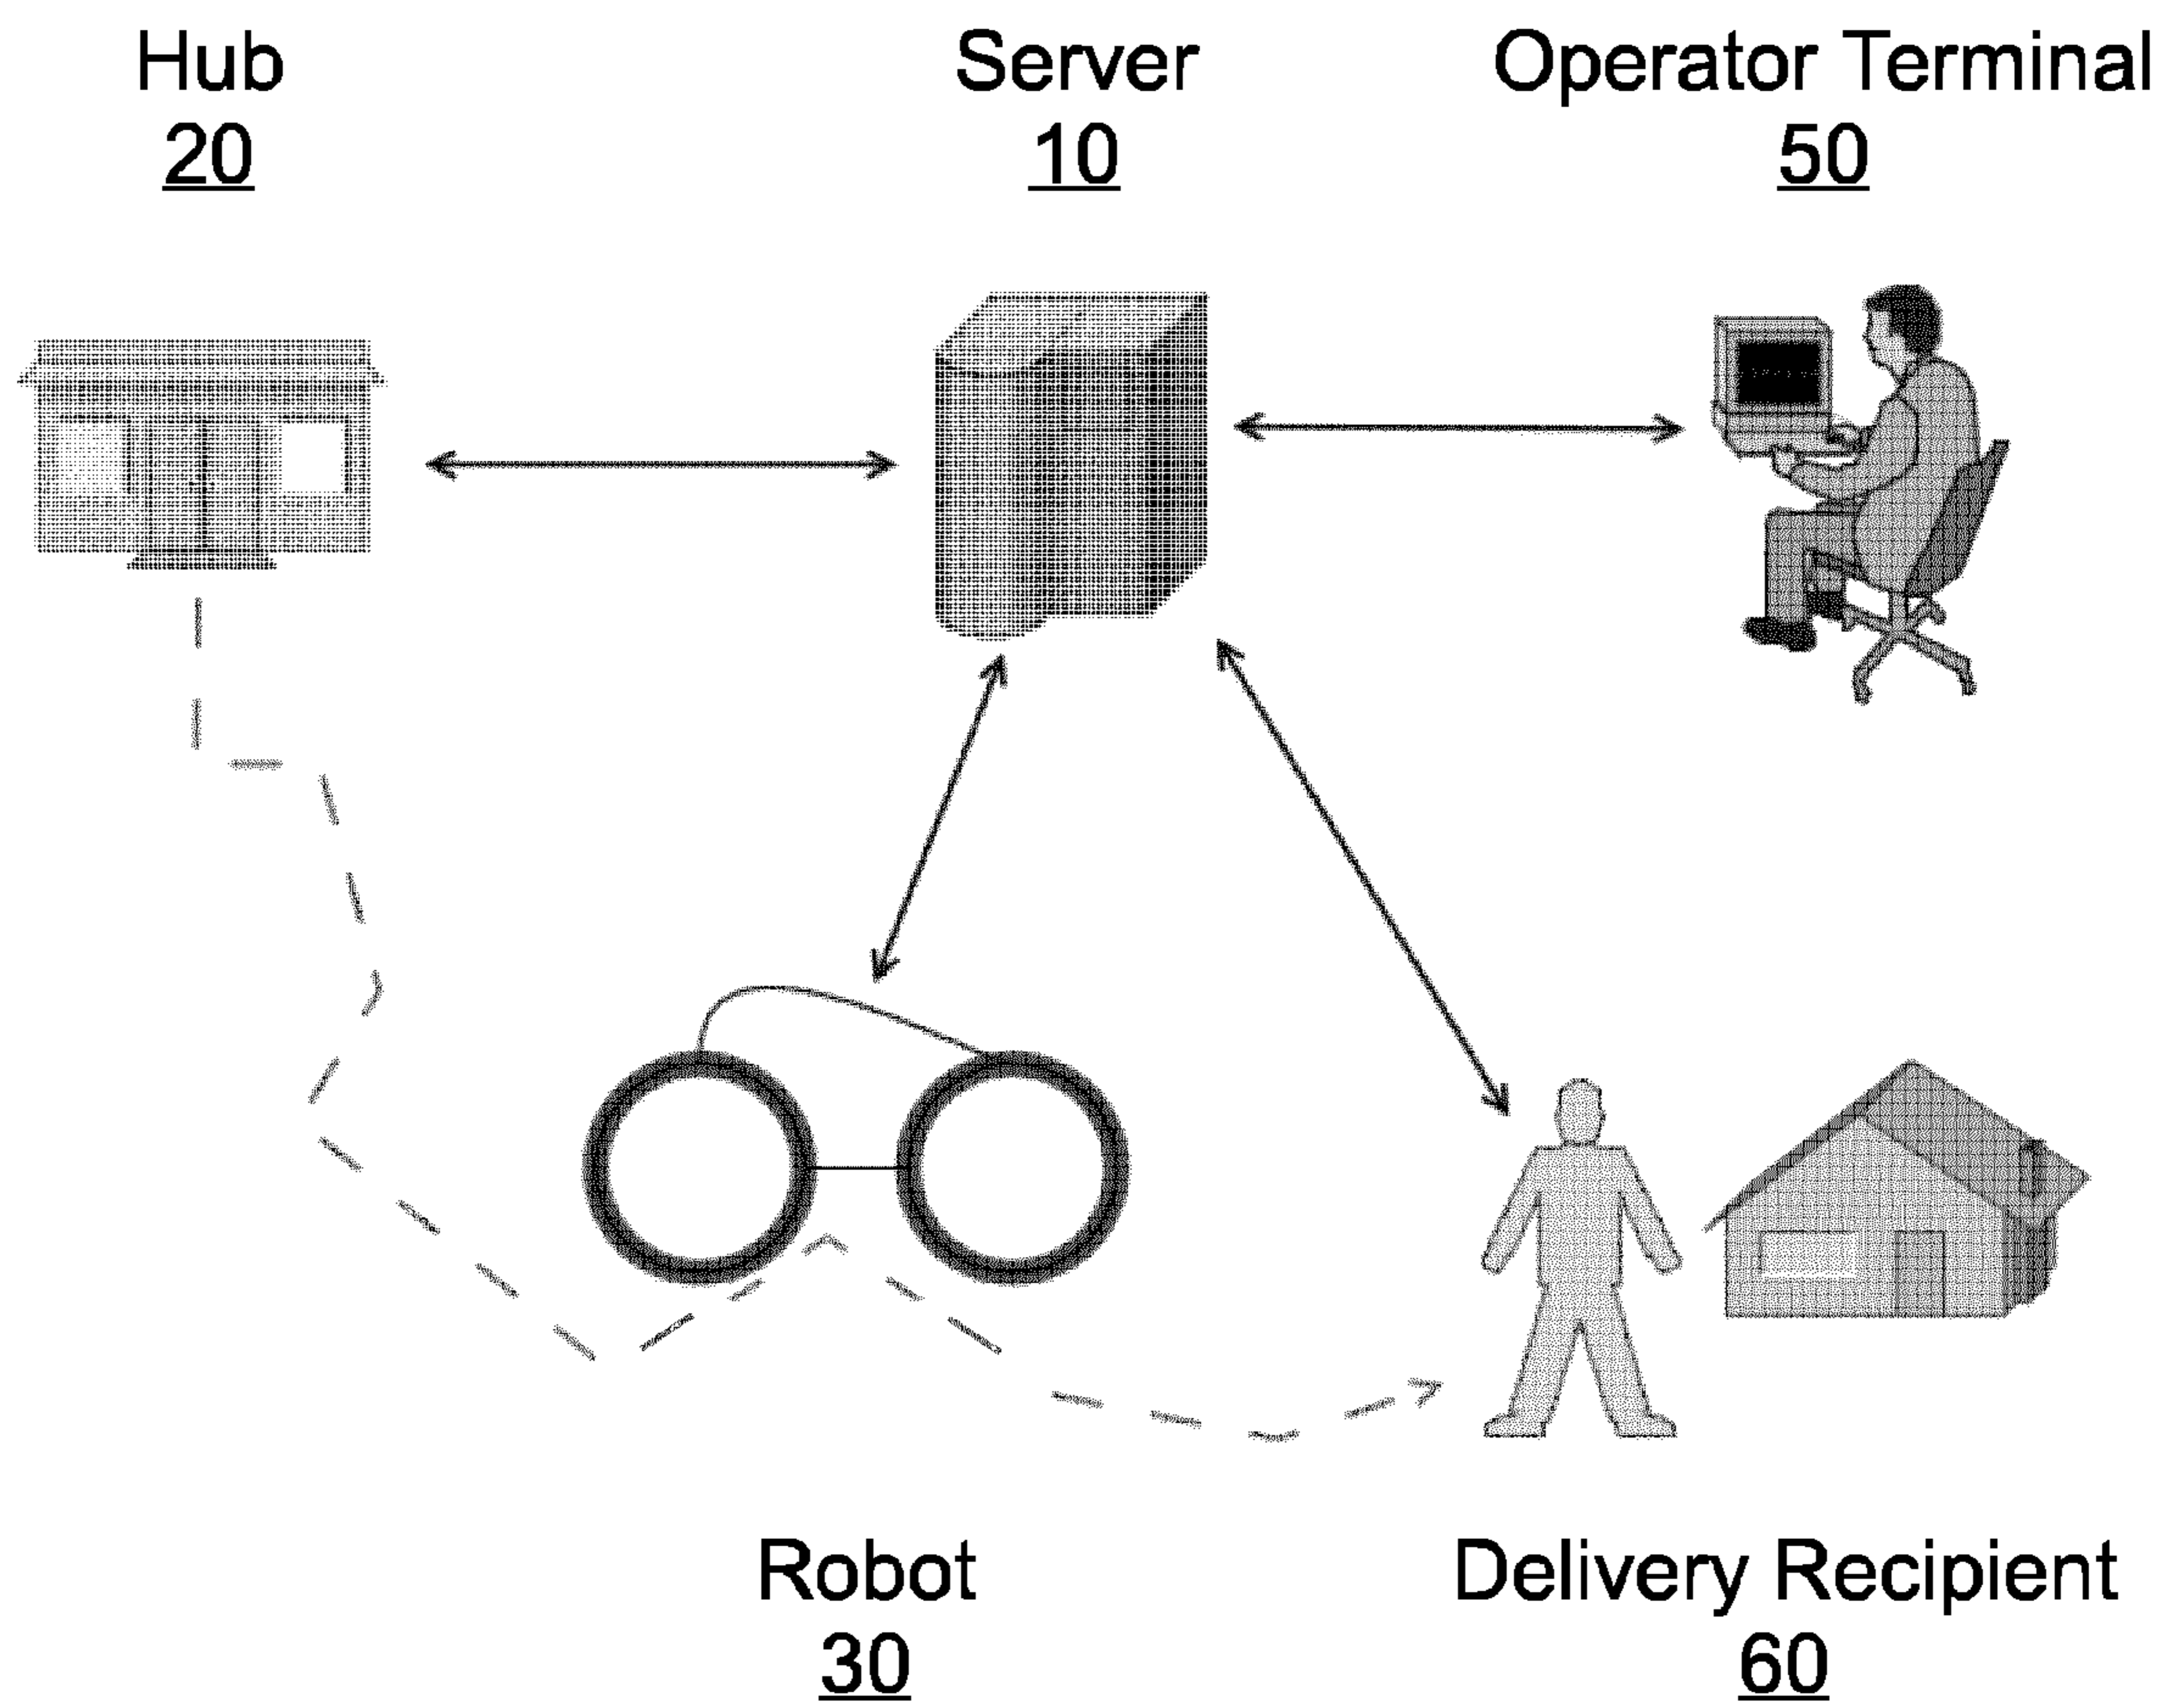 Hub
20
Server
10
Operator Terminal
50
Robot
30
Delivery Recipient
60